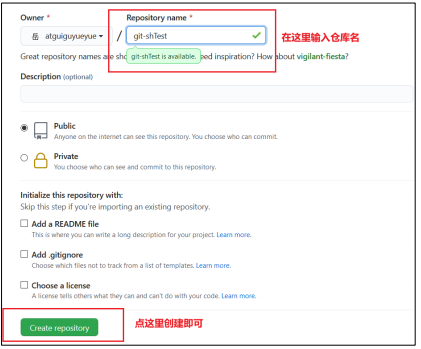 Owner * Repository name *
岳 atguiguyueyue / git-shTest 在这里输入仓库名
Great repository names are sho git-shTest is available. eed inspiration? How about vigilant-fiesta?
Description (optional)
Public
Anyone on the internet can see this repository. You choose who can commit.
Private
You choose who can see and commit to this repository.
Initialize this repository with:
Skip this step if you're importing an existing repository.
Add a README file
This is where you can write a long description for your project. Learn more.
Add .gitignore
Choose which files not to track from a list of templates. Learn more.
Choose a license
A license tells others what they can and can't do with your code. Learn more.
Create repository 点这里创建即可